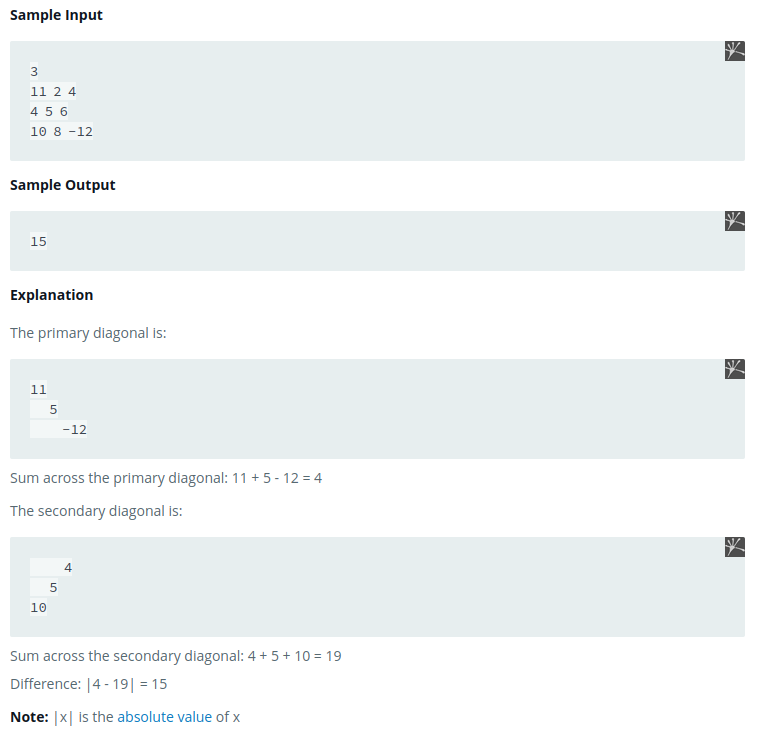 Sample Input
3
11 2 4
4 5 6
10 8 -12
Sample Output
15
Explanation
The primary diagonal is:
11
5
-12
Sum across the primary diagonal: 11 + 5 - 12 = 4
The secondary diagonal is:
4
5
10
Sum across the secondary diagonal: 4 + 5 + 10 = 19
Difference: |4 - 19| = 15
Note: |x| is the absolute value of x